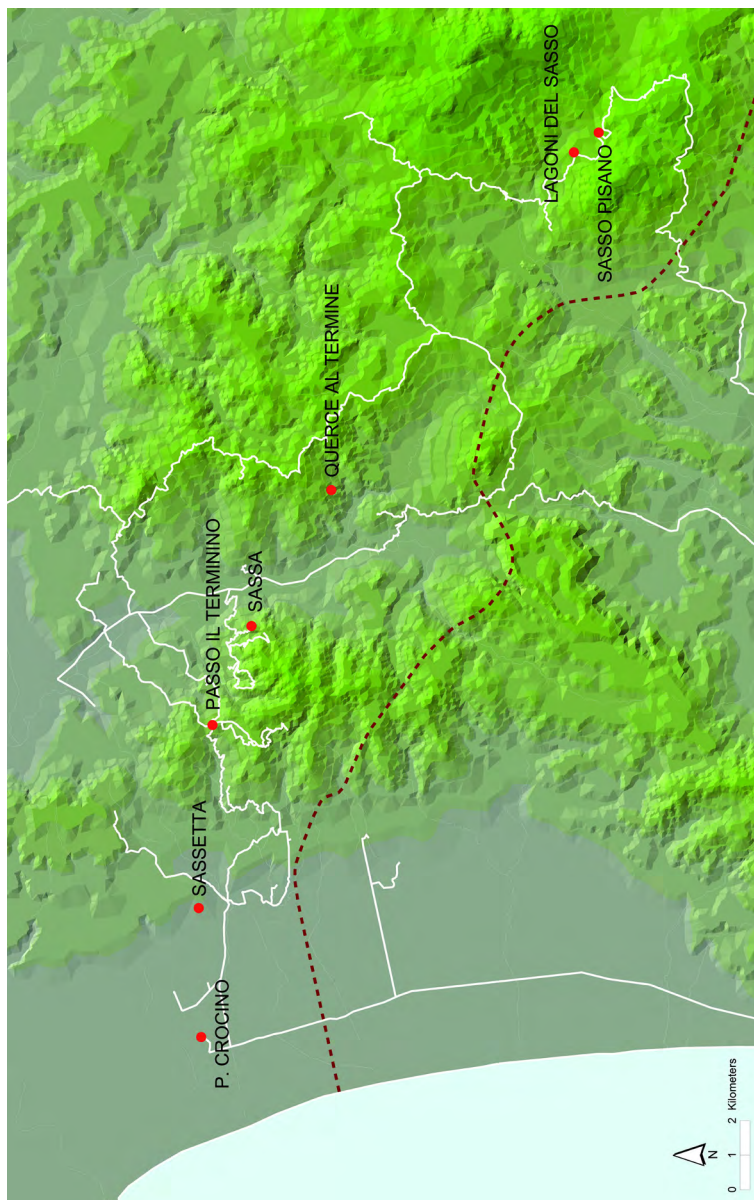 LAGONI DEL SASSO
SASSO PISANO
QUERCE AL TERMINE
PASSO IL TERMININO
SASSA
SASSETTA
P. CROCINO
N
0 1 2 Kilometers